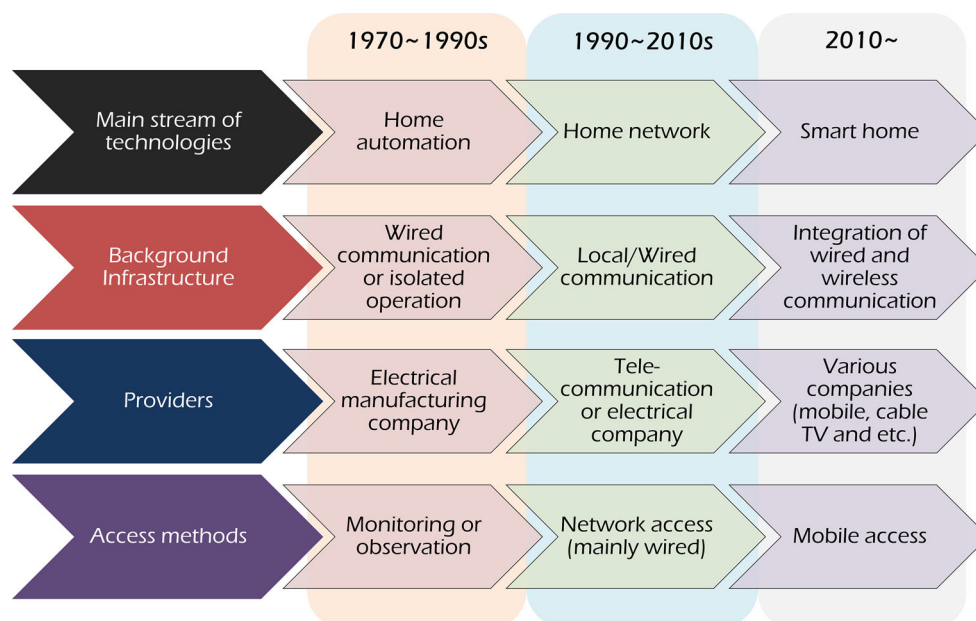 1970~1990s
1990~2010s
2010~
Main stream of
technologies
Home
automation
Home network
Smart home
Background
Infrastructure
Wired
communication
or isolated
operation
Local/Wired
communication
Integration of
wired and
wireless
communication
Providers
Electrical
manufacturing
company
Tele-
communication
or electrical
company
Various
companies
(mobile, cable
TV and etc.)
Access methods
Monitoring or
observation
Network access
(mainly wired)
Mobile access